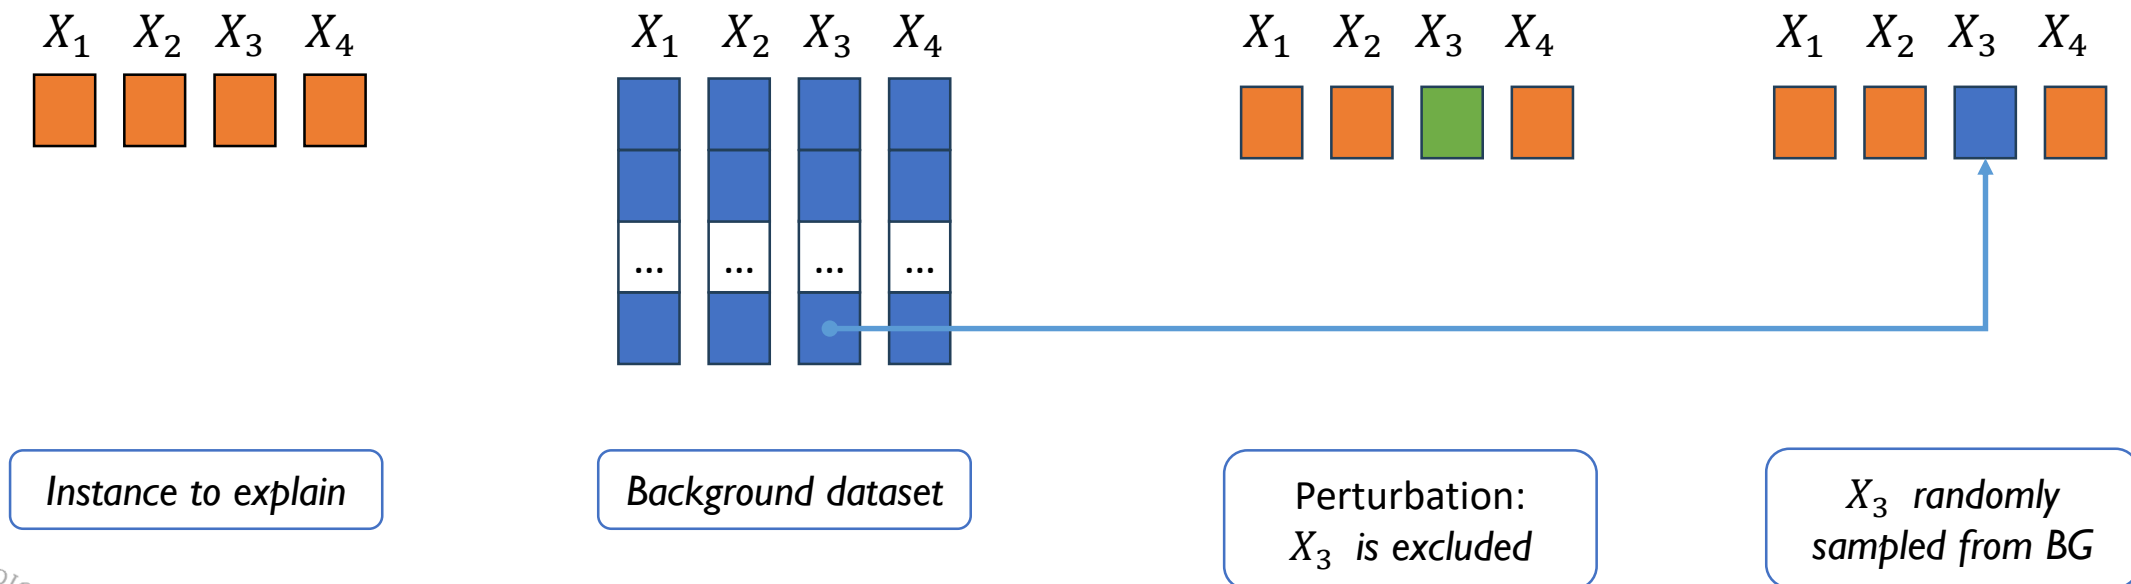 X₁ X₂ X₃ X₄
X₁ X₂ X₃ X₄
X₁ X₂ X₃ X₄
X₁ X₂ X₃ X₄
... ... ... ...
Instance to explain
Background dataset
Perturbation:
X₃ is excluded
X₃ randomly
sampled from BG